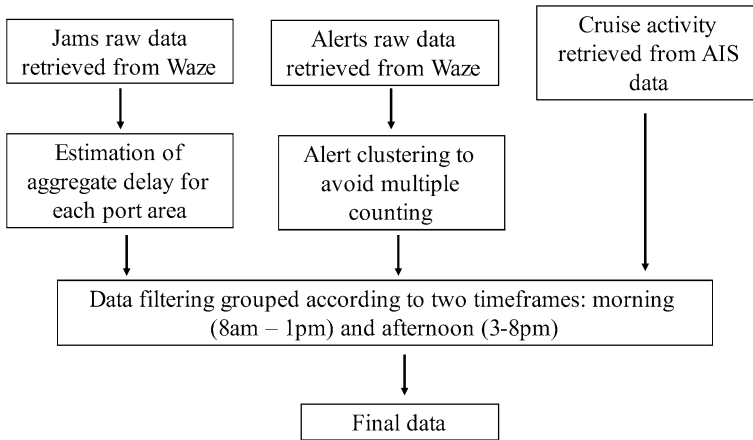 Jams raw data
retrieved from Waze
Alerts raw data
retrieved from Waze
Cruise activity
retrieved from AIS
data
Estimation of
aggregate delay for
each port area
Alert clustering to
avoid multiple
counting
Data filtering grouped according to two timeframes: morning
(8am – 1pm) and afternoon (3-8pm)
Final data